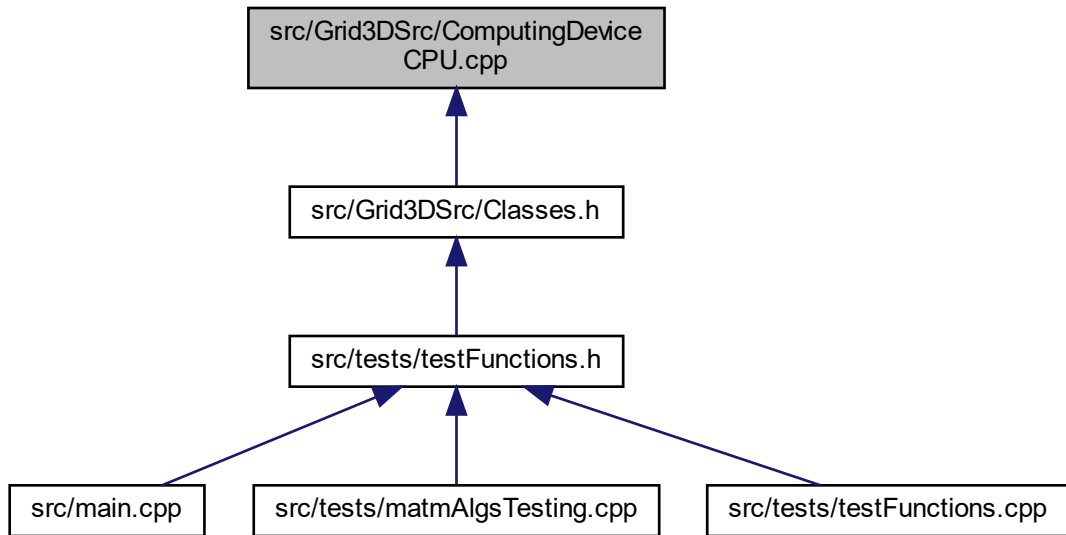 src/Grid3DSrc/ComputingDevice
CPU.cpp
src/Grid3DSrc/Classes.h
src/tests/testFunctions.h
src/main.cpp
src/tests/matmAlgsTesting.cpp
src/tests/testFunctions.cpp